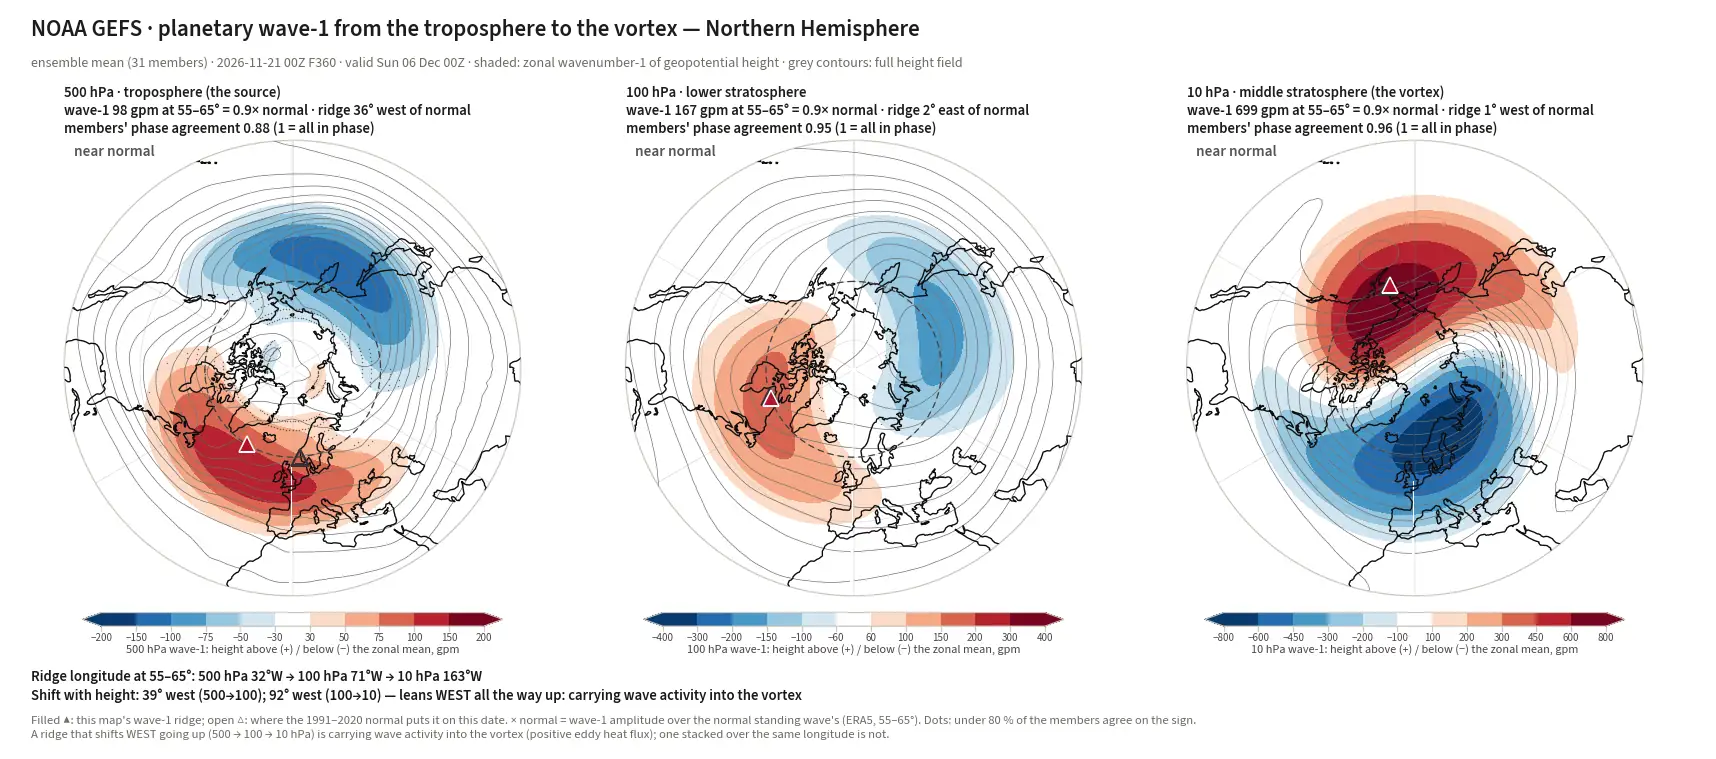 NOAA GEFS · planetary wave-1 from the troposphere to the vortex — Northern Hemisphere
ensemble mean (31 members) · 2026-11-21 00Z F360 · valid Sun 06 Dec 00Z · shaded: zonal wavenumber-1 of geopotential height · grey contours: full height field
500 hPa · troposphere (the source)
wave-1 98 gpm at 55–65° = 0.9× normal · ridge 36° west of normal
members' phase agreement 0.88 (1 = all in phase)
near normal
100 hPa · lower stratosphere
wave-1 167 gpm at 55–65° = 0.9× normal · ridge 2° east of normal
members' phase agreement 0.95 (1 = all in phase)
near normal
10 hPa · middle stratosphere (the vortex)
wave-1 699 gpm at 55–65° = 0.9× normal · ridge 1° west of normal
members' phase agreement 0.96 (1 = all in phase)
near normal
−200 −150 −100 −75 −50 −30 30 50 75 100 150 200
500 hPa wave-1: height above (+) / below (−) the zonal mean, gpm
−400 −300 −200 −150 −100 −60 60 100 150 200 300 400
100 hPa wave-1: height above (+) / below (−) the zonal mean, gpm
−800 −600 −450 −300 −200 −100 100 200 300 450 600 800
10 hPa wave-1: height above (+) / below (−) the zonal mean, gpm
Ridge longitude at 55–65°: 500 hPa 32°W → 100 hPa 71°W → 10 hPa 163°W
Shift with height: 39° west (500→100); 92° west (100→10) — leans WEST all the way up: carrying wave activity into the vortex
Filled ▲: this map's wave-1 ridge; open △: where the 1991–2020 normal puts it on this date. × normal = wave-1 amplitude over the normal standing wave's (ERA5, 55–65°). Dots: under 80 % of the members agree on the sign.
A ridge that shifts WEST going up (500 → 100 → 10 hPa) is carrying wave activity into the vortex (positive eddy heat flux); one stacked over the same longitude is not.